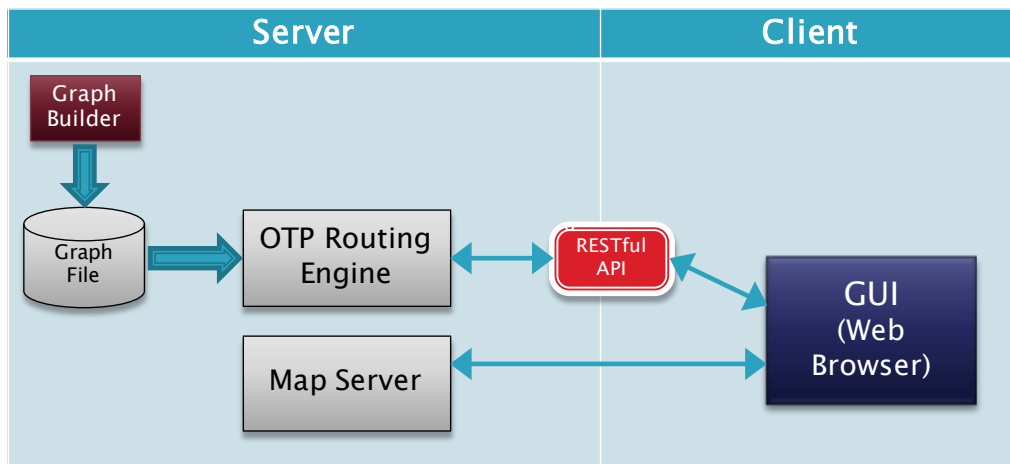 Server
Client
Graph
Builder
Graph
File
OTP Routing
Engine
RESTful
API
Map Server
GUI
(Web
Browser)